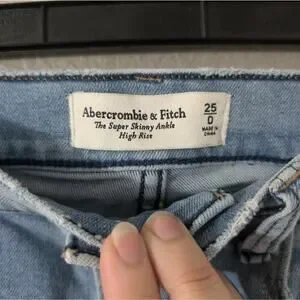 Abercrombie & Fitch
The Super Skinny Ankle
High Rise
25
0
MADE IN
CHINA